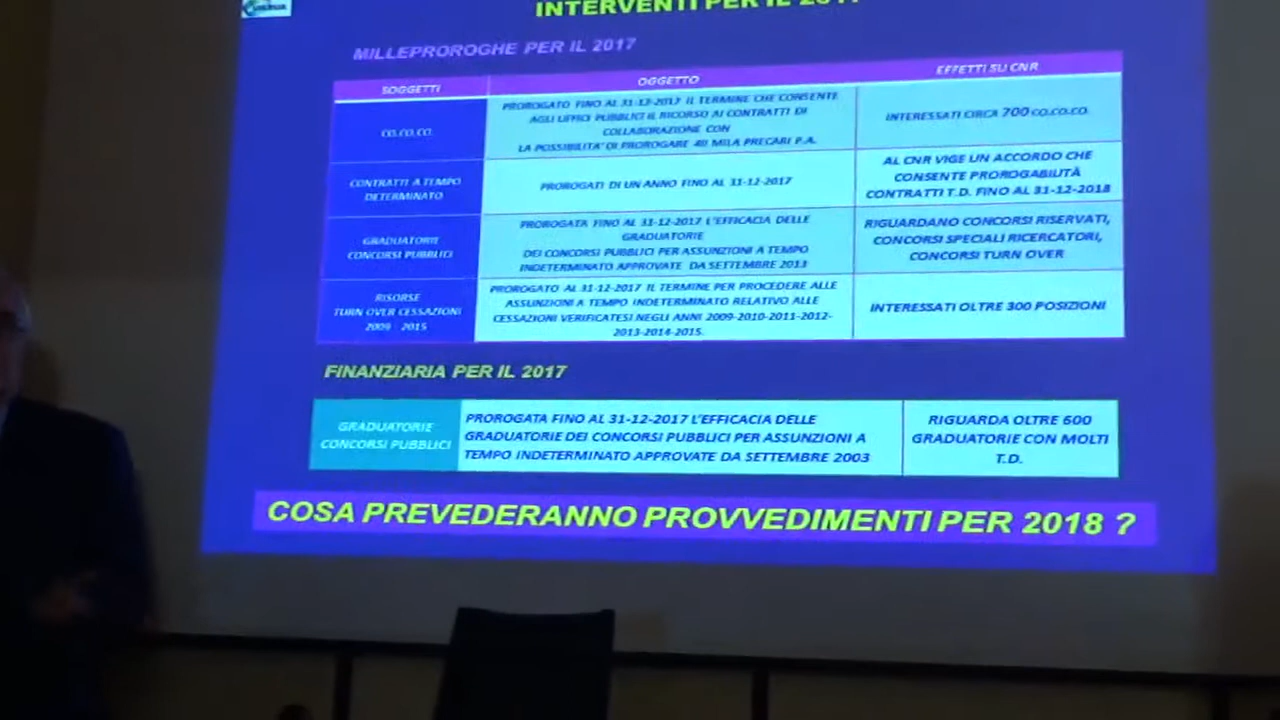 INTERVENTI PER IL 2017
MILLEPROROGHE PER IL 2017
SOGGETTI
OGGETTO
EFFETTI SU CNR
CO.CO.CO.
PROROGATO FINO AL 31-12-2017 IL TERMINE CHE CONSENTE
AGLI UFFICI PUBBLICI IL RICORSO AI CONTRATTI DI
COLLABORAZIONE CON
LA POSSIBILITA' DI PROROGARE 40 MILA PRECARI P.A.
INTERESSATI CIRCA 700 CO.CO.CO.
CONTRATTI A TEMPO
DETERMINATO
PROROGATI DI UN ANNO FINO AL 31-12-2017
AL CNR VIGE UN ACCORDO CHE
CONSENTE PROROGABILITÀ
CONTRATTI T.D. FINO AL 31-12-2018
GRADUATORIE
CONCORSI PUBBLICI
PROROGATA FINO AL 31-12-2017 L'EFFICACIA DELLE
GRADUATORIE
DEI CONCORSI PUBBLICI PER ASSUNZIONI A TEMPO
INDETERMINATO APPROVATE DA SETTEMBRE 2013
RIGUARDANO CONCORSI RISERVATI,
CONCORSI SPECIALI RICERCATORI,
CONCORSI TURN OVER
RISORSE
TURN OVER CESSAZIONI
2009 - 2015
PROROGATO AL 31-12-2017 IL TERMINE PER PROCEDERE ALLE
ASSUNZIONI A TEMPO INDETERMINATO RELATIVO ALLE
CESSAZIONI VERIFICATESI NEGLI ANNI 2009-2010-2011-2012-
2013-2014-2015.
INTERESSATI OLTRE 300 POSIZIONI
FINANZIARIA PER IL 2017
GRADUATORIE
CONCORSI PUBBLICI
PROROGATA FINO AL 31-12-2017 L'EFFICACIA DELLE
GRADUATORIE DEI CONCORSI PUBBLICI PER ASSUNZIONI A
TEMPO INDETERMINATO APPROVATE DA SETTEMBRE 2003
RIGUARDA OLTRE 600
GRADUATORIE CON MOLTI
T.D.
COSA PREVEDERANNO PROVVEDIMENTI PER 2018 ?